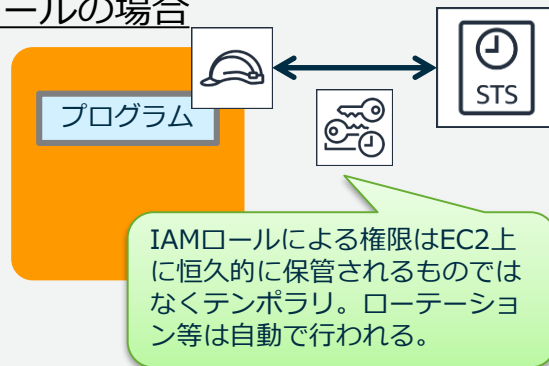 ールの場合
STS
プログラム
IAMロールによる権限はEC2上
に恒久的に保管されるものでは
なくテンポラリ。ローテーショ
ン等は自動で行われる。